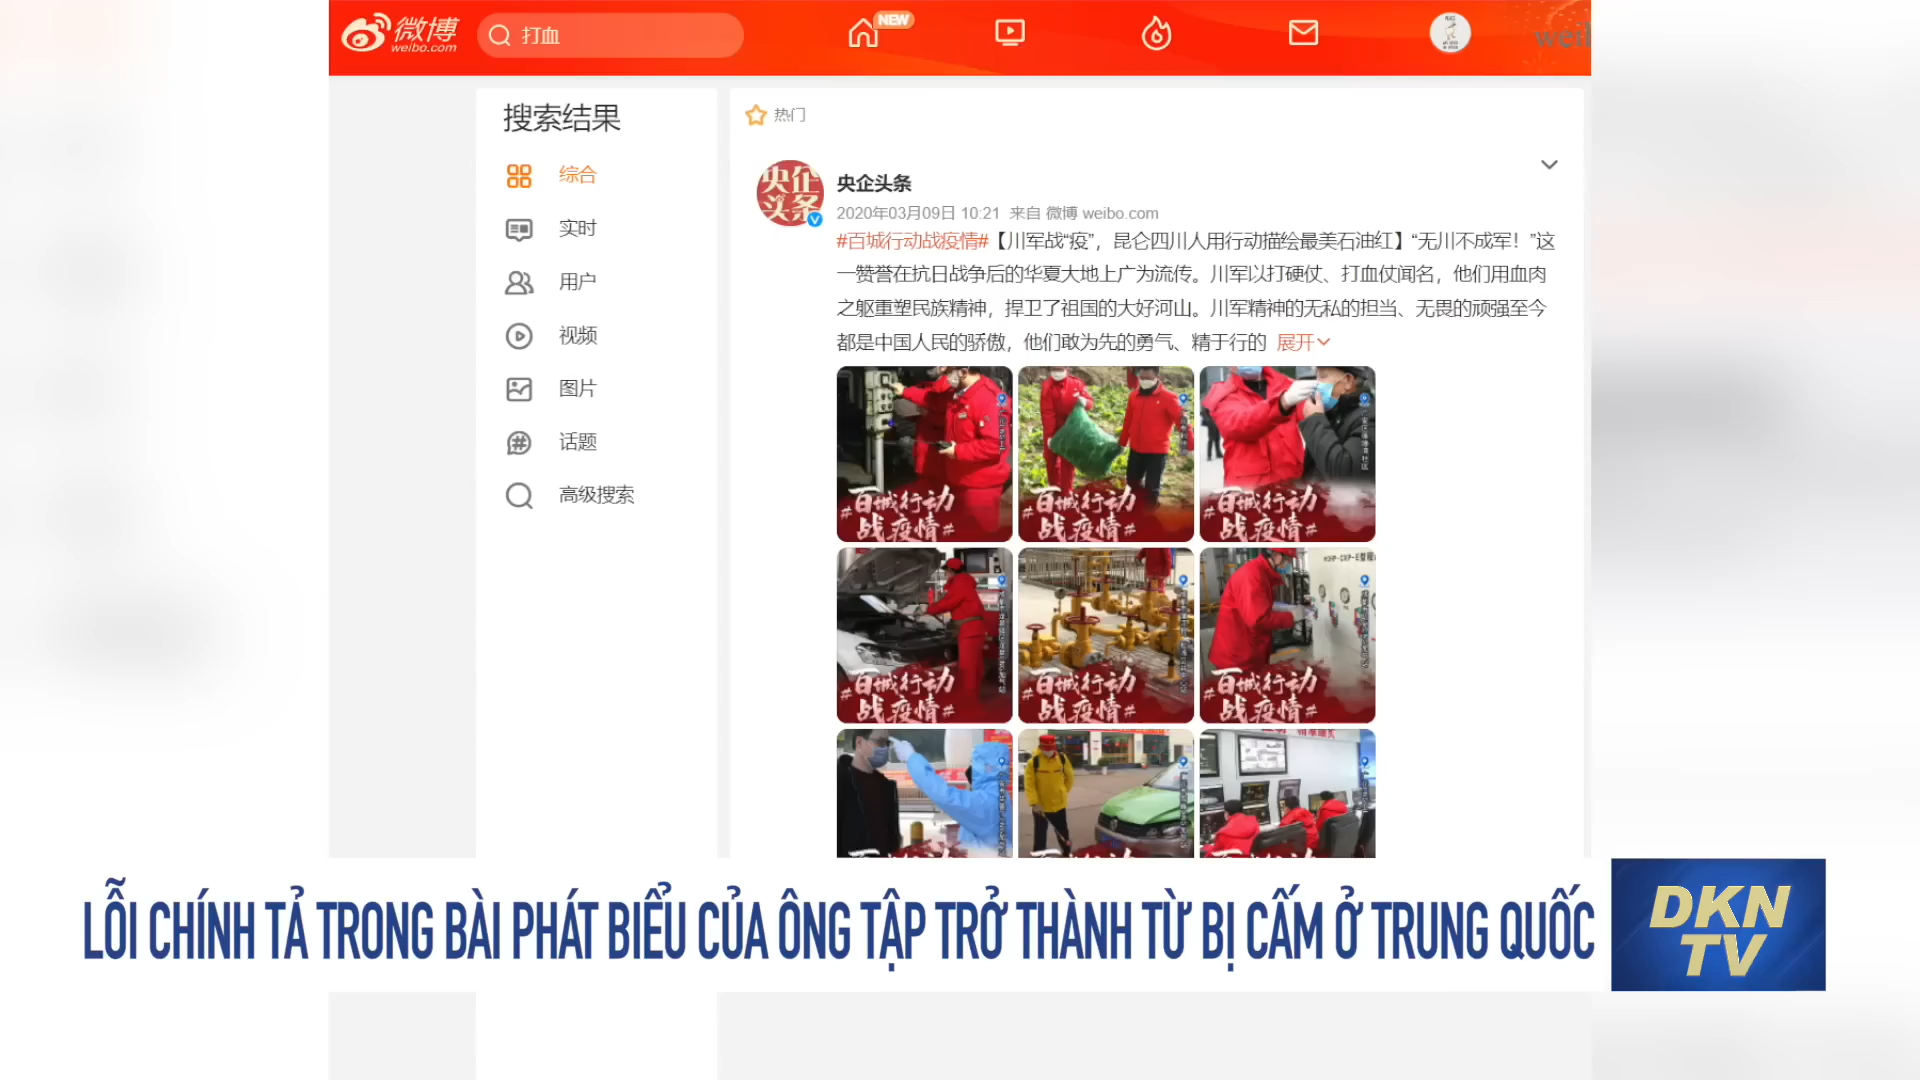 微博
weibo.com
打血
NEW
搜索结果
综合
实时
用户
视频
图片
话题
高级搜索
热门
央企头条
央企头条
2020年03月09日 10:21 来自 微博 weibo.com
#百城行动战疫情#【川军战“疫”，昆仑四川人用行动描绘最美石油红】“无川不成军！”这
一赞誉在抗日战争后的华夏大地上广为流传。川军以打硬仗、打血仗闻名，他们用血肉
之躯重塑民族精神，捍卫了祖国的大好河山。川军精神的无私的担当、无畏的顽强至今
都是中国人民的骄傲，他们敢为先的勇气、精于行的 展开
#百城行动
战疫情#
#百城行动
战疫情#
#百城行动
战疫情#
#百城行动
战疫情#
#百城行动
战疫情#
#百城行动
战疫情#
LỖI CHÍNH TẢ TRONG BÀI PHÁT BIỂU CỦA ÔNG TẬP TRỞ THÀNH TỪ BỊ CẤM Ở TRUNG QUỐC
DKN
TV